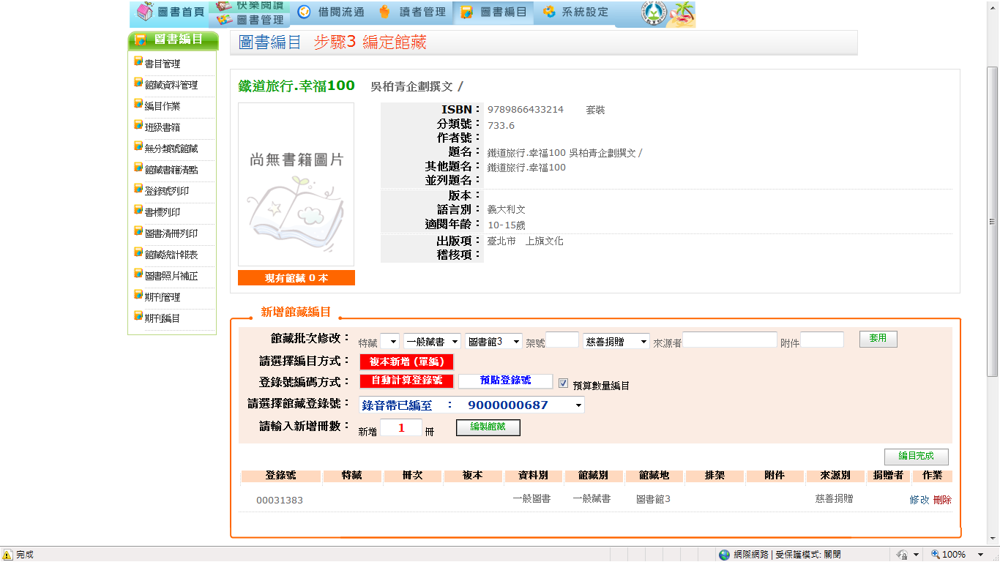 圖書首頁
快樂閱讀
圖書管理
借閱流通
讀者管理
圖書編目
系統設定
圖書編目
書目管理
館藏資料管理
編目作業
班級書箱
無分類號館藏
館藏書籍清點
登錄號列印
書標列印
圖書清冊列印
館藏統計報表
圖書照片補正
期刊管理
期刊編目
圖書編目 步驟3 編定館藏
鐵道旅行.幸福100 吳柏青企劃撰文 /
尚無書籍圖片
現有館藏 0 本
ISBN： 9789866433214 套裝
分類號： 733.6
作者號：
題名： 鐵道旅行.幸福100 吳柏青企劃撰文 /
其他題名： 鐵道旅行.幸福100
並列題名：
版本：
語言別： 義大利文
適閱年齡： 10-15歲
出版項： 臺北市 上旗文化
稽核項：
新增館藏編目
館藏批次修改： 特藏 一般藏書 圖書館3 架號 慈善捐贈 來源者 附件 套用
請選擇編目方式： 複本新增 (單編)
登錄號編碼方式： 自動計算登錄號 預貼登錄號 預算數量編目
請選擇館藏登錄號： 錄音帶已編至 ： 9000000687
請輸入新增冊數： 新增 1 冊 編製館藏
編目完成
登錄號 特藏 冊次 複本 資料別 館藏別 館藏地 排架 附件 來源別 捐贈者 作業
00031383 一般圖書 一般藏書 圖書館3 慈善捐贈 修改 刪除
完成 網際網路 | 受保護模式: 關閉 100%